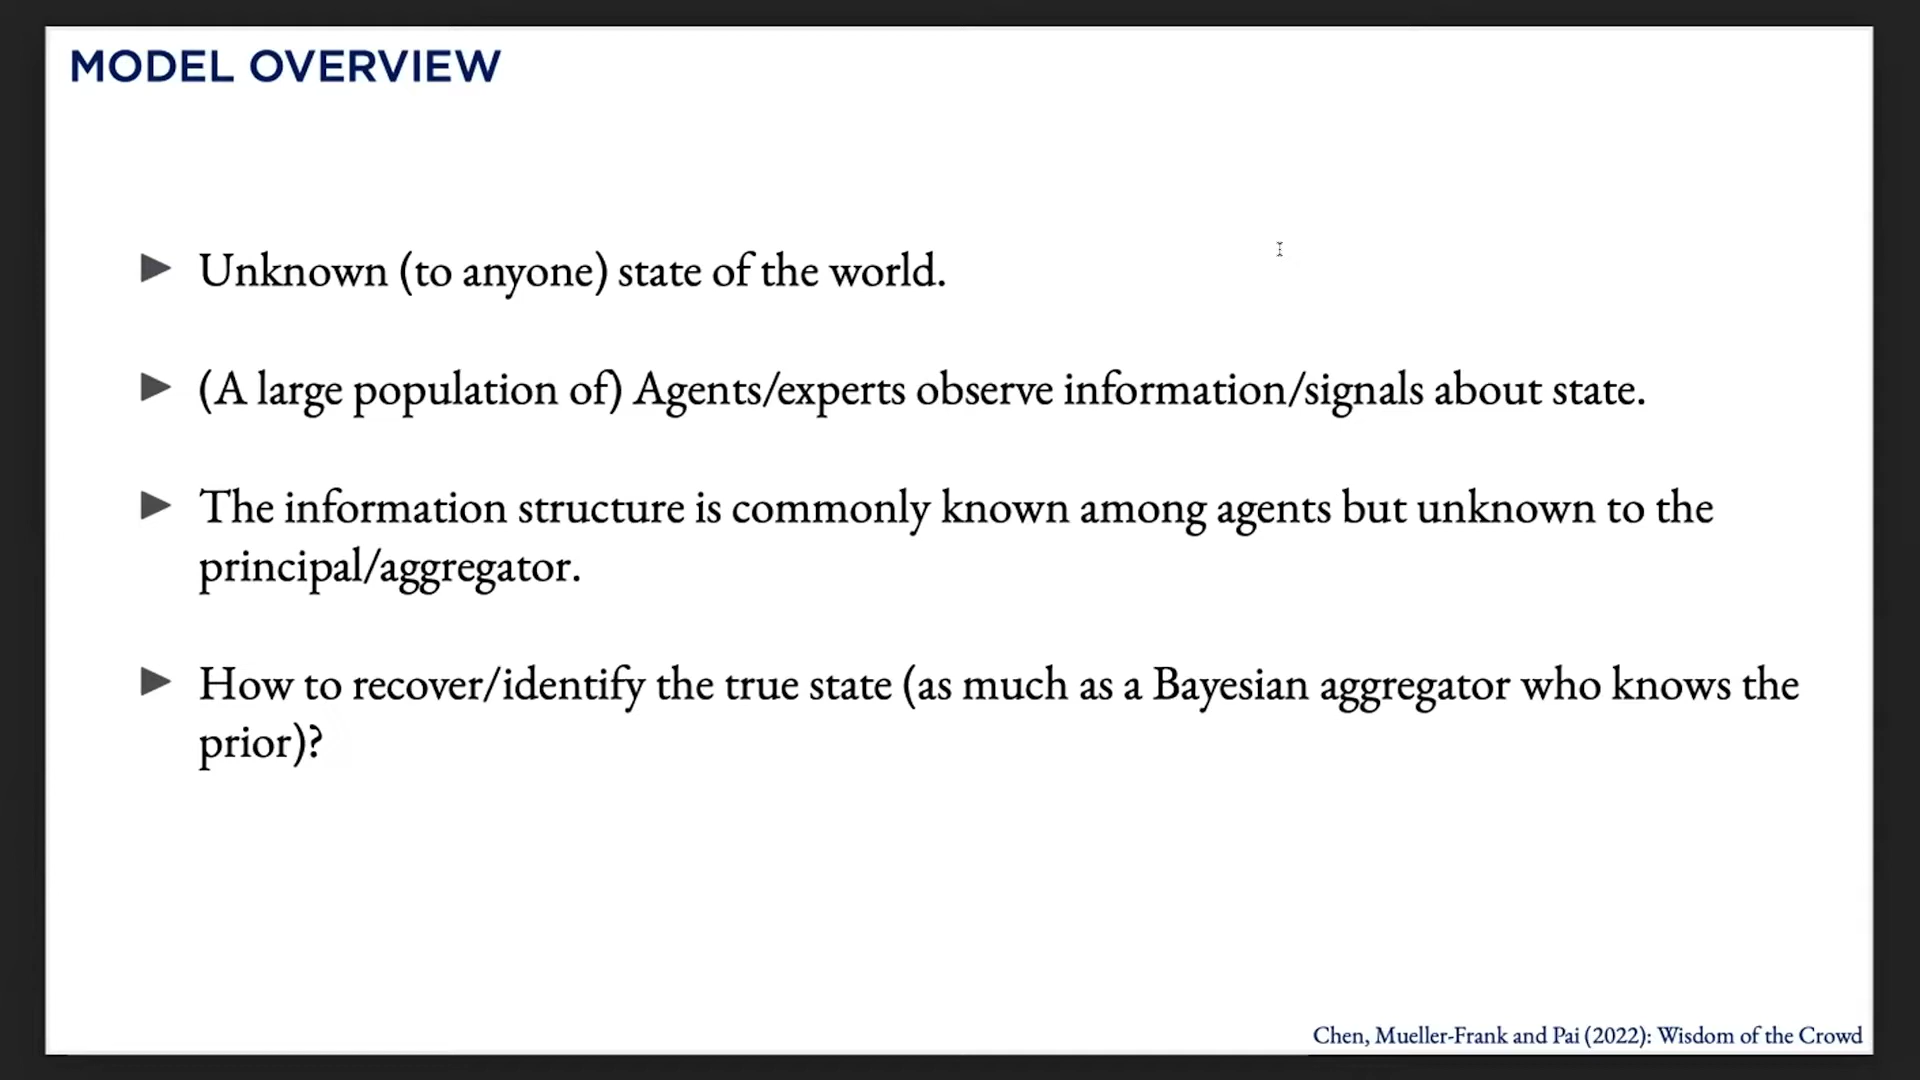 MODEL OVERVIEW
Unknown (to anyone) state of the world.
(A large population of) Agents/experts observe information/signals about state.
The information structure is commonly known among agents but unknown to the
principal/aggregator.
How to recover/identify the true state (as much as a Bayesian aggregator who knows the
prior)?
Chen, Mueller-Frank and Pai (2022): Wisdom of the Crowd